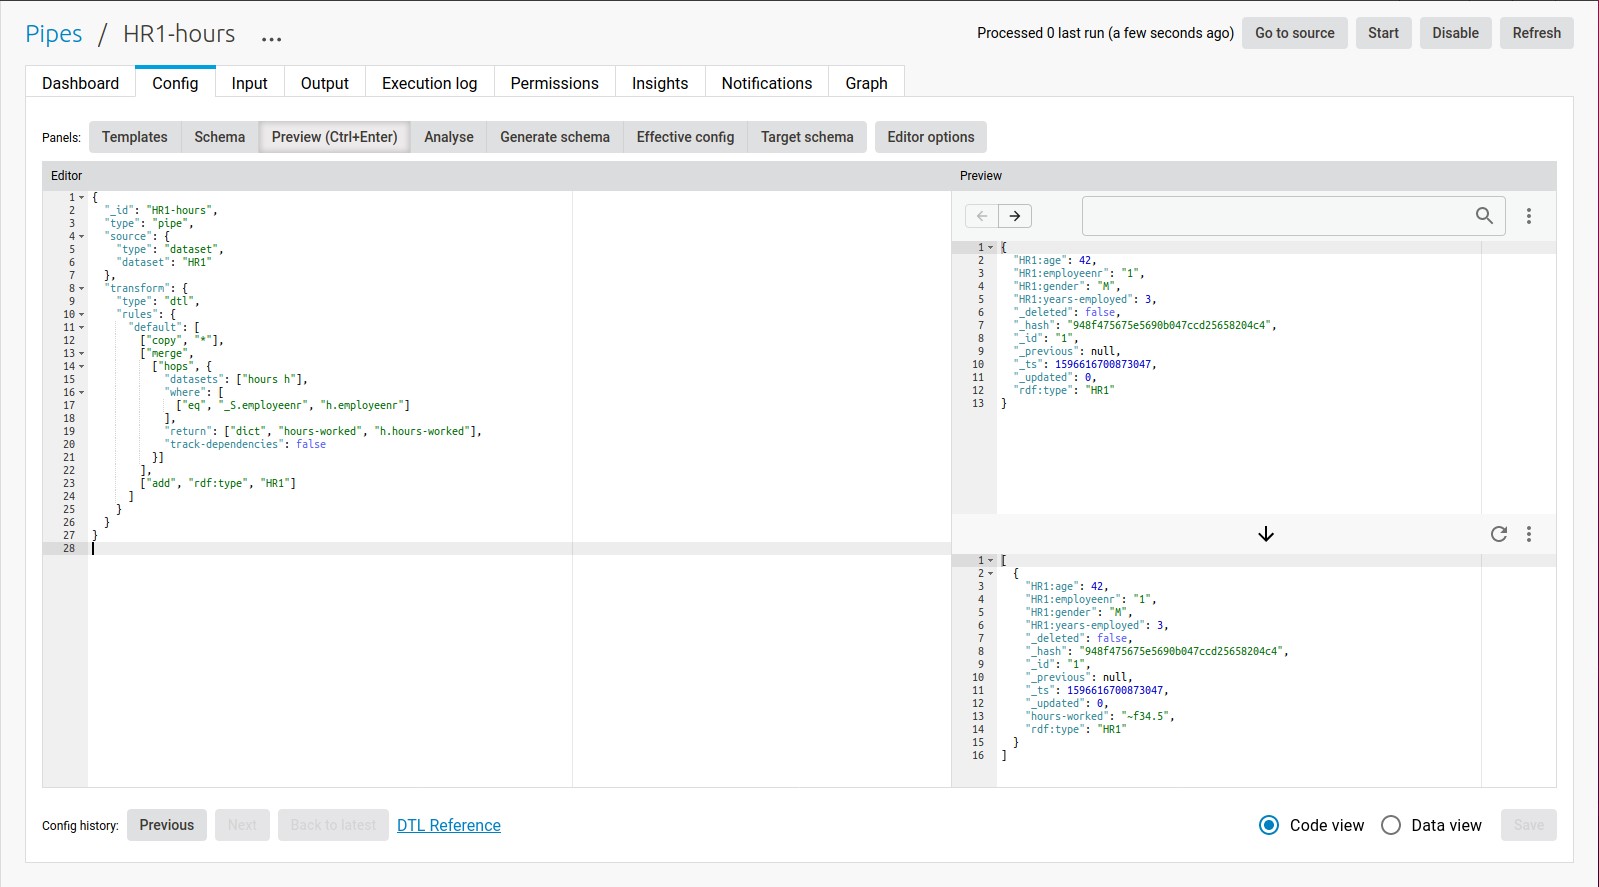 Pipes / HR1-hours ...
Processed 0 last run (a few seconds ago) Go to source Start Disable Refresh
Dashboard Config Input Output Execution log Permissions Insights Notifications Graph
Panels: Templates Schema Preview (Ctrl+Enter) Analyse Generate schema Effective config Target schema Editor options
Editor
1 {
2 "_id": "HR1-hours",
3 "type": "pipe",
4 "source": {
5 "type": "dataset",
6 "dataset": "HR1"
7 },
8 "transform": {
9 "type": "dtl",
10 "rules": {
11 "default": [
12 ["copy", "*"],
13 ["merge",
14 ["hops", {
15 "datasets": ["hours h"],
16 "where": [
17 ["eq", "_S.employeenr", "h.employeenr"]
18 ],
19 "return": ["dict", "hours-worked", "h.hours-worked"],
20 "track-dependencies": false
21 }]
22 ],
23 ["add", "rdf:type", "HR1"]
24 ]
25 }
26 }
27 }
28
Preview
1 {
2 "HR1:age": 42,
3 "HR1:employeenr": "1",
4 "HR1:gender": "M",
5 "HR1:years-employed": 3,
6 "_deleted": false,
7 "_hash": "948f475675e5690b047ccd25658204c4",
8 "_id": "1",
9 "_previous": null,
10 "_ts": 1596616700873047,
11 "_updated": 0,
12 "rdf:type": "HR1"
13 }
1 [
2 {
3 "HR1:age": 42,
4 "HR1:employeenr": "1",
5 "HR1:gender": "M",
6 "HR1:years-employed": 3,
7 "_deleted": false,
8 "_hash": "948f475675e5690b047ccd25658204c4",
9 "_id": "1",
10 "_previous": null,
11 "_ts": 1596616700873047,
12 "_updated": 0,
13 "hours-worked": "~f34.5",
14 "rdf:type": "HR1"
15 }
16 ]
Config history: Previous Next Back to latest DTL Reference
Code view Data view Save